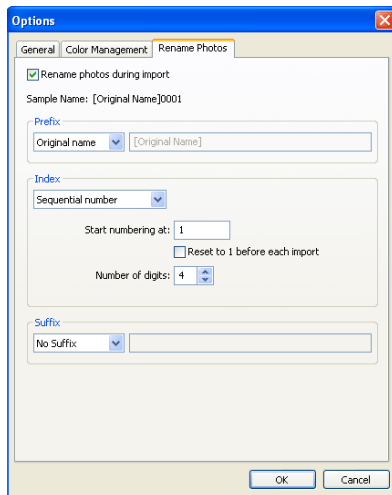 Options
General Color Management Rename Photos
Rename photos during import
Sample Name: [Original Name]0001
Prefix
Original name [Original Name]
Index
Sequential number
Start numbering at: 1
Reset to 1 before each import
Number of digits: 4
Suffix
No Suffix
OK Cancel